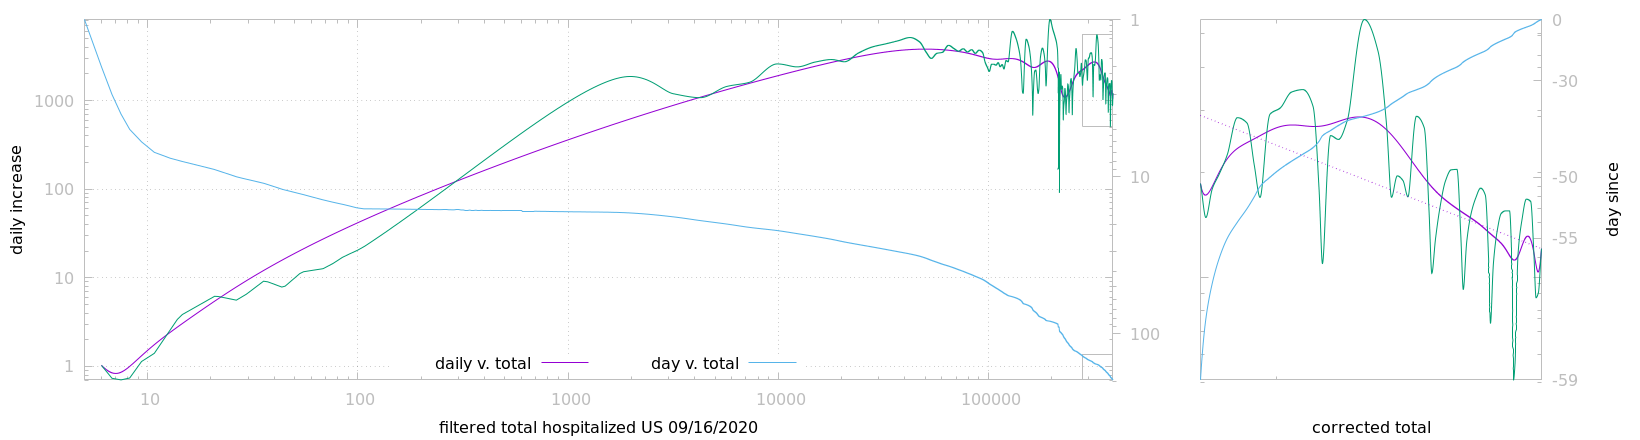 daily increase
1000
100
10
1
10
100
1000
10000
100000
daily v. total
day v. total
filtered total hospitalized US 09/16/2020
1
10
100
0
-30
-50
-55
-59
day since
corrected total